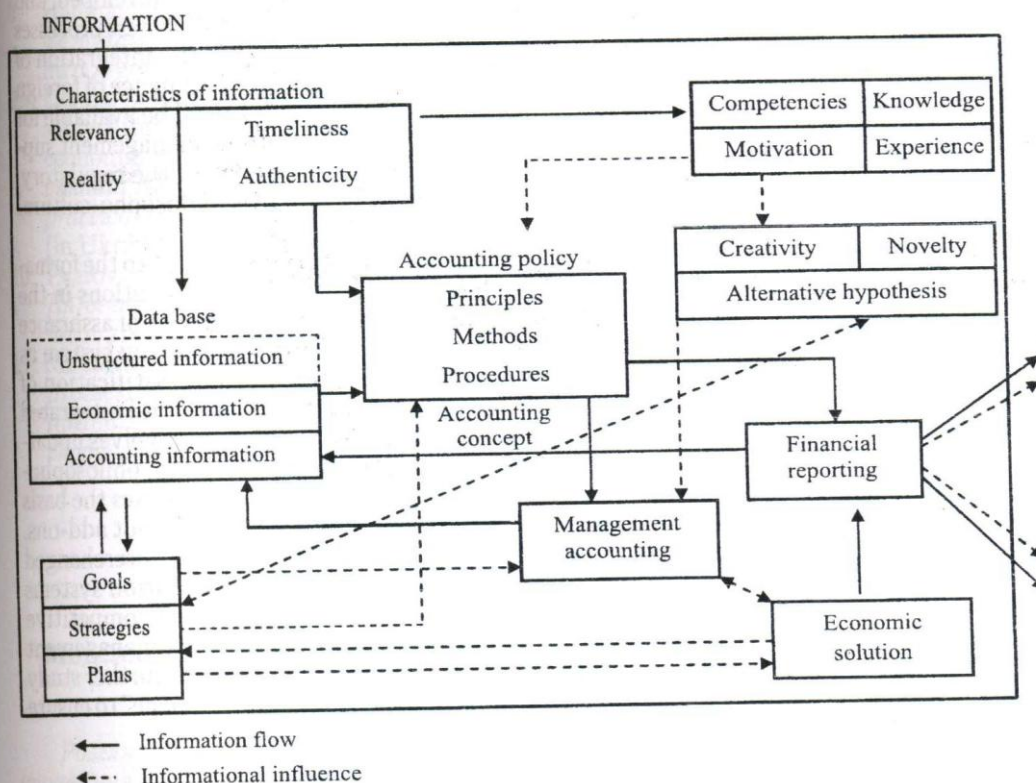 INFORMATION
Characteristics of information
Relevancy
Timeliness
Reality
Authenticity
Competencies
Knowledge
Motivation
Experience
Creativity
Novelty
Alternative hypothesis
Accounting policy
Principles
Methods
Procedures
Accounting
concept
Data base
Unstructured information
Economic information
Accounting information
Financial
reporting
Management
accounting
Goals
Strategies
Plans
Economic
solution
Information flow
Informational influence